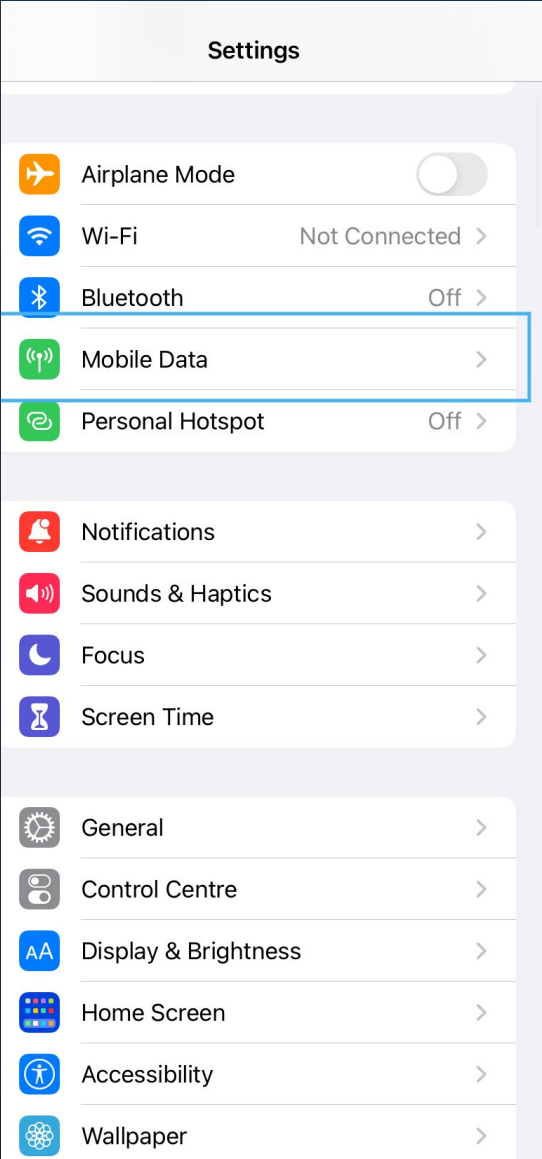 Settings
Airplane Mode
Wi-Fi Not Connected
Bluetooth Off
Mobile Data
Personal Hotspot Off
Notifications
Sounds & Haptics
Focus
Screen Time
General
Control Centre
AA Display & Brightness
Home Screen
Accessibility
Wallpaper